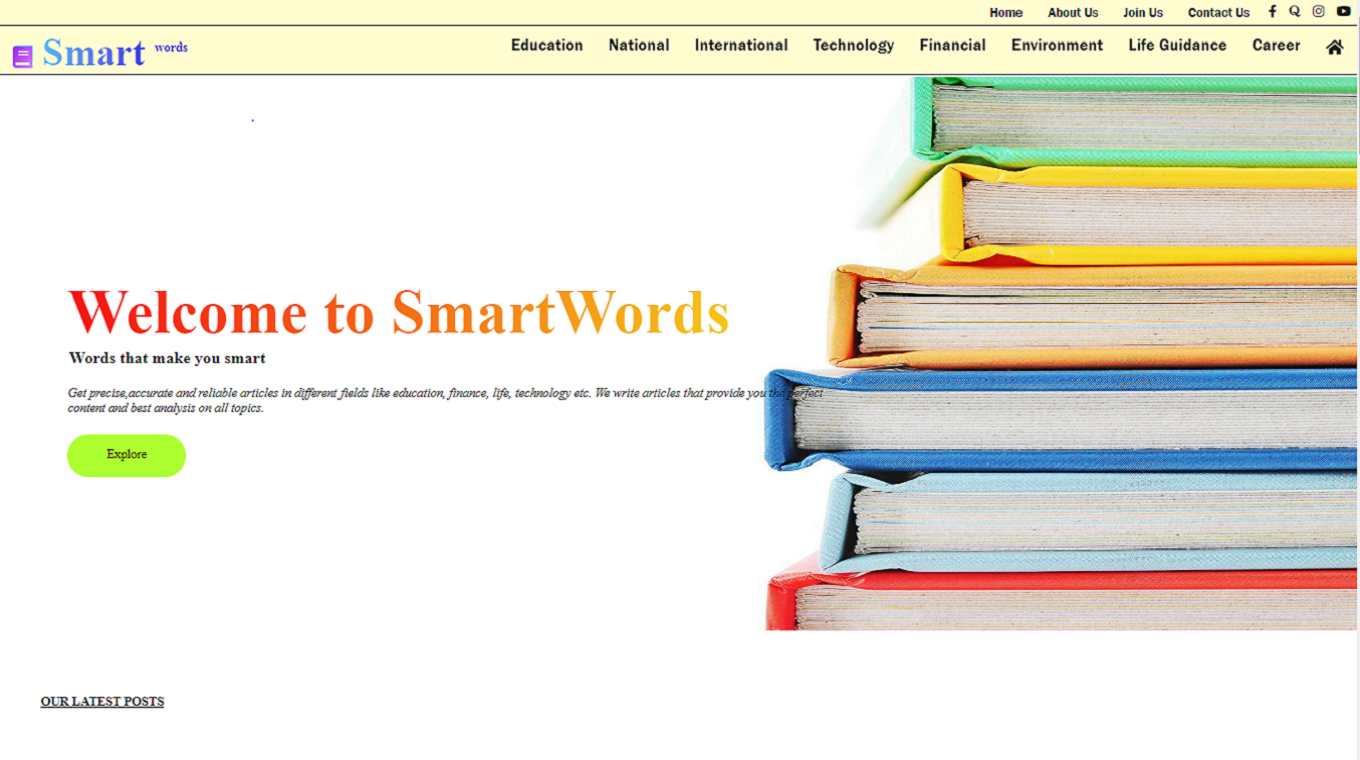 Home About Us Join Us Contact Us
Smart words
Education National International Technology Financial Environment Life Guidance Career
Welcome to SmartWords
Words that make you smart
Get precise,accurate and reliable articles in different fields like education, finance, life, technology etc. We write articles that provide you the perfect
content and best analysis on all topics.
Explore
OUR LATEST POSTS